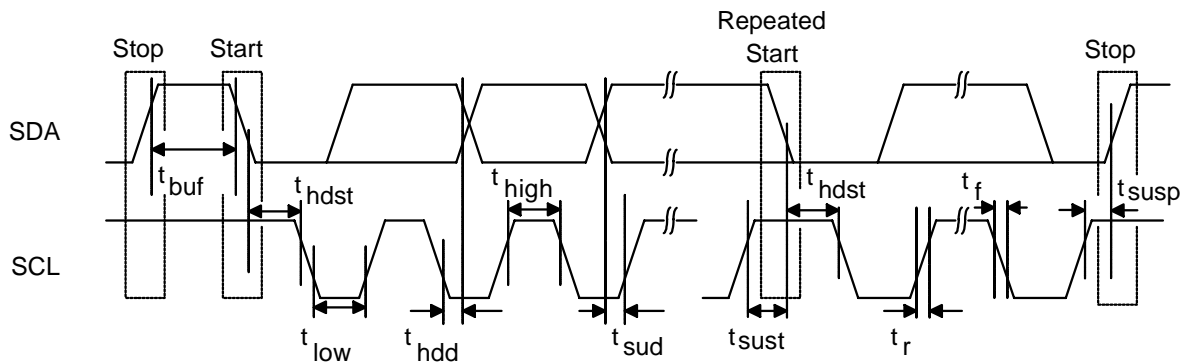 Repeated
Stop Start Start Stop
SDA
t buf t hdst t high t hdst t f t susp
SCL
t low t hdd t sud t sust t r